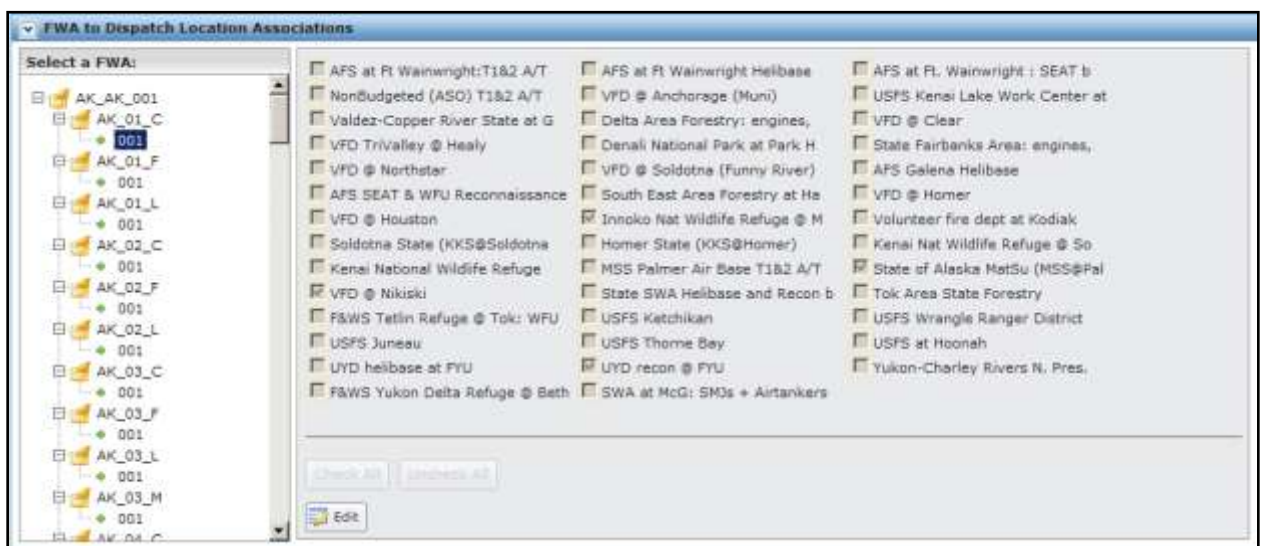 FWA to Dispatch Location Associations
Select a FWA:
AK_AK_001
AK_01_C
001
AK_01_F
001
AK_01_L
001
AK_02_C
001
AK_02_F
001
AK_02_L
001
AK_03_C
001
AK_03_F
001
AK_03_L
001
AK_03_M
001
AK_04_C
AFS at Ft Wainwright:T1&2 A/T AFS at Ft Wainwright Helibase AFS at Ft. Wainwright : SEAT b
NonBudgeted (ASO) T1&2 A/T VFD @ Anchorage (Muni) USFS Kenai Lake Work Center at
Valdez-Copper River State at G Delta Area Forestry: engines, VFD @ Clear
VFD TriValley @ Healy Denali National Park at Park H State Fairbanks Area: engines,
VFD @ Northstar VFD @ Soldotna (Funny River) AFS Galena Helibase
AFS SEAT & WFU Reconnaissance South East Area Forestry at Ha VFD @ Homer
VFD @ Houston Innoko Nat Wildlife Refuge @ M Volunteer fire dept at Kodiak
Soldotna State (KKS@Soldotna Homer State (KKS@Homer) Kenai Nat Wildlife Refuge @ So
Kenai National Wildlife Refuge MSS Palmer Air Base T1&2 A/T State of Alaska MatSu (MSS@Pal
VFD @ Nikiski State SWA Helibase and Recon b Tok Area State Forestry
F&WS Tetlin Refuge @ Tok: WFU USFS Ketchikan USFS Wrangle Ranger District
USFS Juneau USFS Thorne Bay USFS at Hoonah
UYD helibase at FYU UYD recon @ FYU Yukon-Charley Rivers N. Pres.
F&WS Yukon Delta Refuge @ Beth SWA at McG: SMJs + Airtankers
Check All Uncheck All
Edit